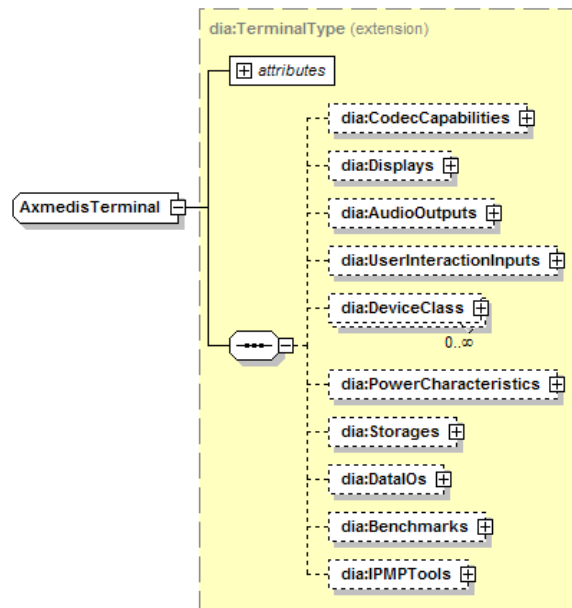 dia:TerminalType (extension)
attributes
dia:CodecCapabilities
dia:Displays
dia:AudioOutputs
AxmedisTerminal
dia:UserInteractionInputs
dia:DeviceClass
0..∞
dia:PowerCharacteristics
dia:Storages
dia:DataIOs
dia:Benchmarks
dia:IPMPTools